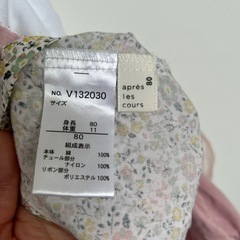 NO. V132030
サイズ
身長 80
体重 11
80
組成表示
本体 綿 100%
チュール部分
ナイロン 100%
リボン部分
ポリエステル 100%
après
les
cours
80